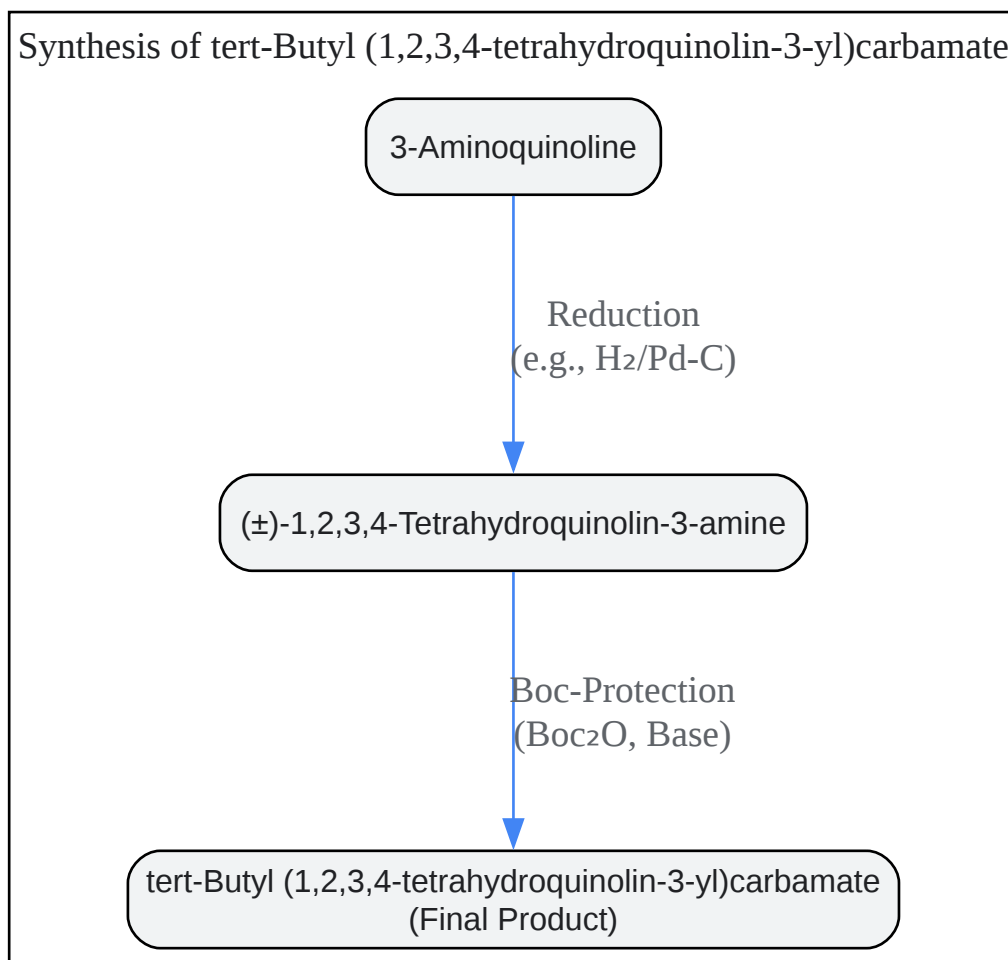 Synthesis of tert-Butyl (1,2,3,4-tetrahydroquinolin-3-yl)carbamate
3-Aminoquinoline
Reduction
(e.g., H₂/Pd-C)
(±)-1,2,3,4-Tetrahydroquinolin-3-amine
Boc-Protection
(Boc₂O, Base)
tert-Butyl (1,2,3,4-tetrahydroquinolin-3-yl)carbamate
(Final Product)